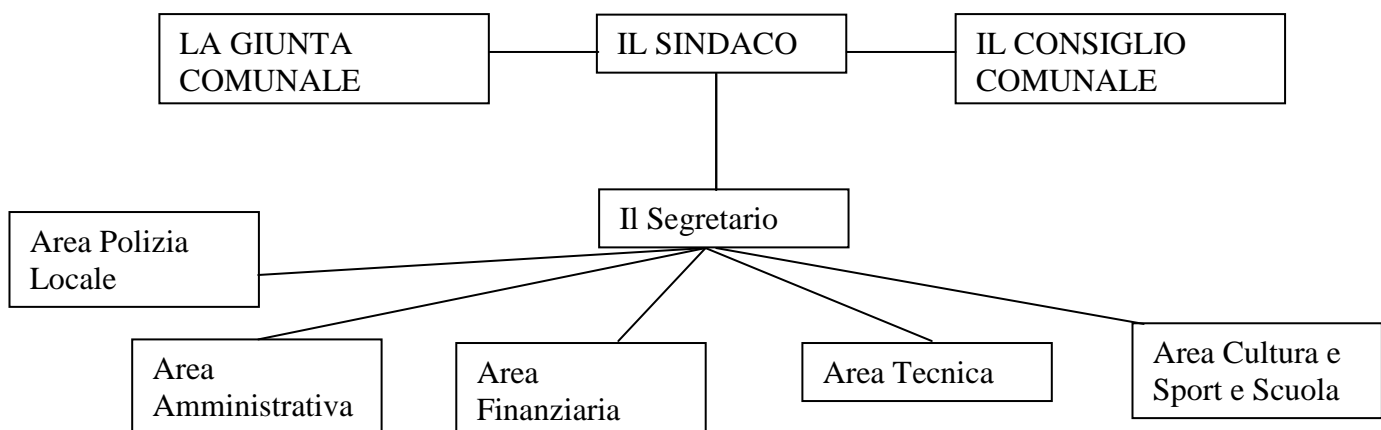 LA GIUNTA
COMUNALE
IL SINDACO
IL CONSIGLIO
COMUNALE
Il Segretario
Area Polizia
Locale
Area
Amministrativa
Area
Finanziaria
Area Tecnica
Area Cultura e
Sport e Scuola